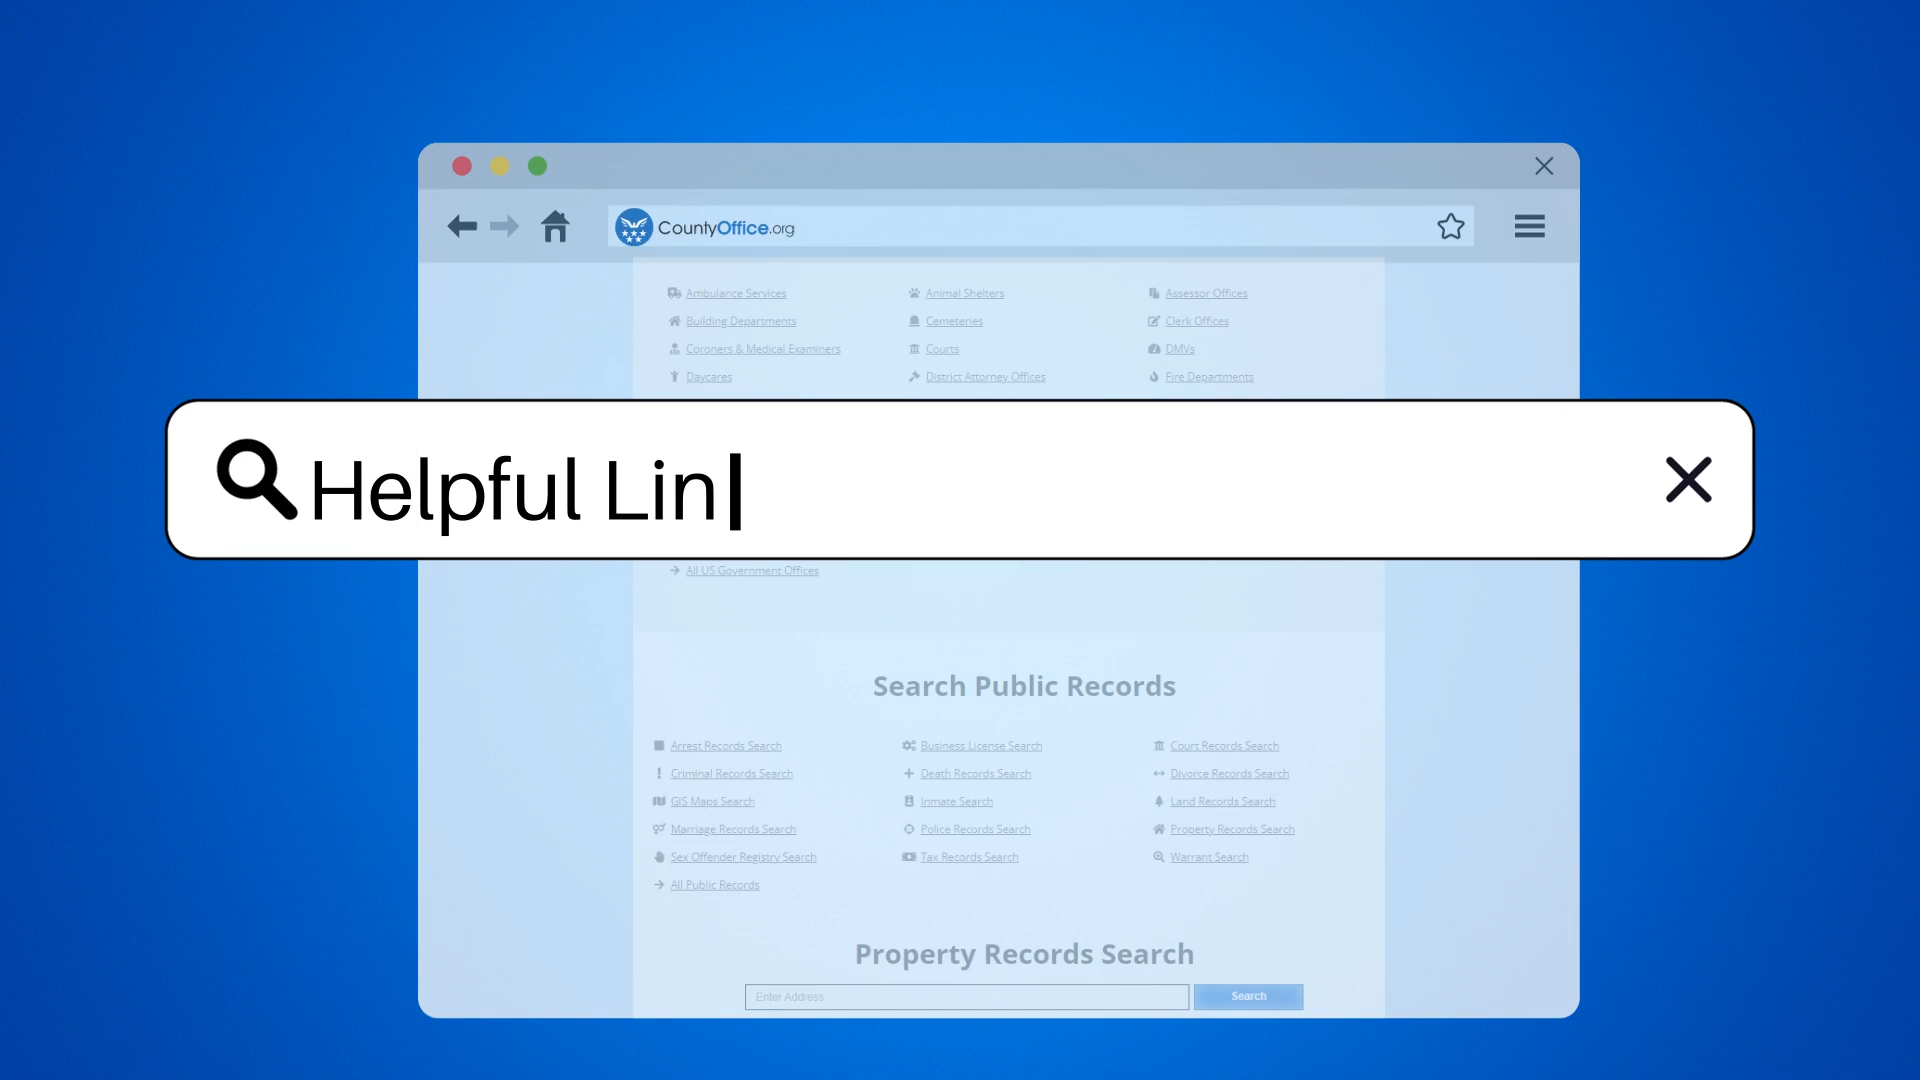 CountyOffice.org
Ambulance Services Animal Shelters Assessor Offices
Building Departments Cemeteries Clerk Offices
Coroners & Medical Examiners Courts DMVs
Daycares District Attorney Offices Fire Departments
Helpful Lin
All US Government Offices
Search Public Records
Arrest Records Search Business License Search Court Records Search
Criminal Records Search Death Records Search Divorce Records Search
GIS Maps Search Inmate Search Land Records Search
Marriage Records Search Police Records Search Property Records Search
Sex Offender Registry Search Tax Records Search Warrant Search
All Public Records
Property Records Search
Enter Address Search